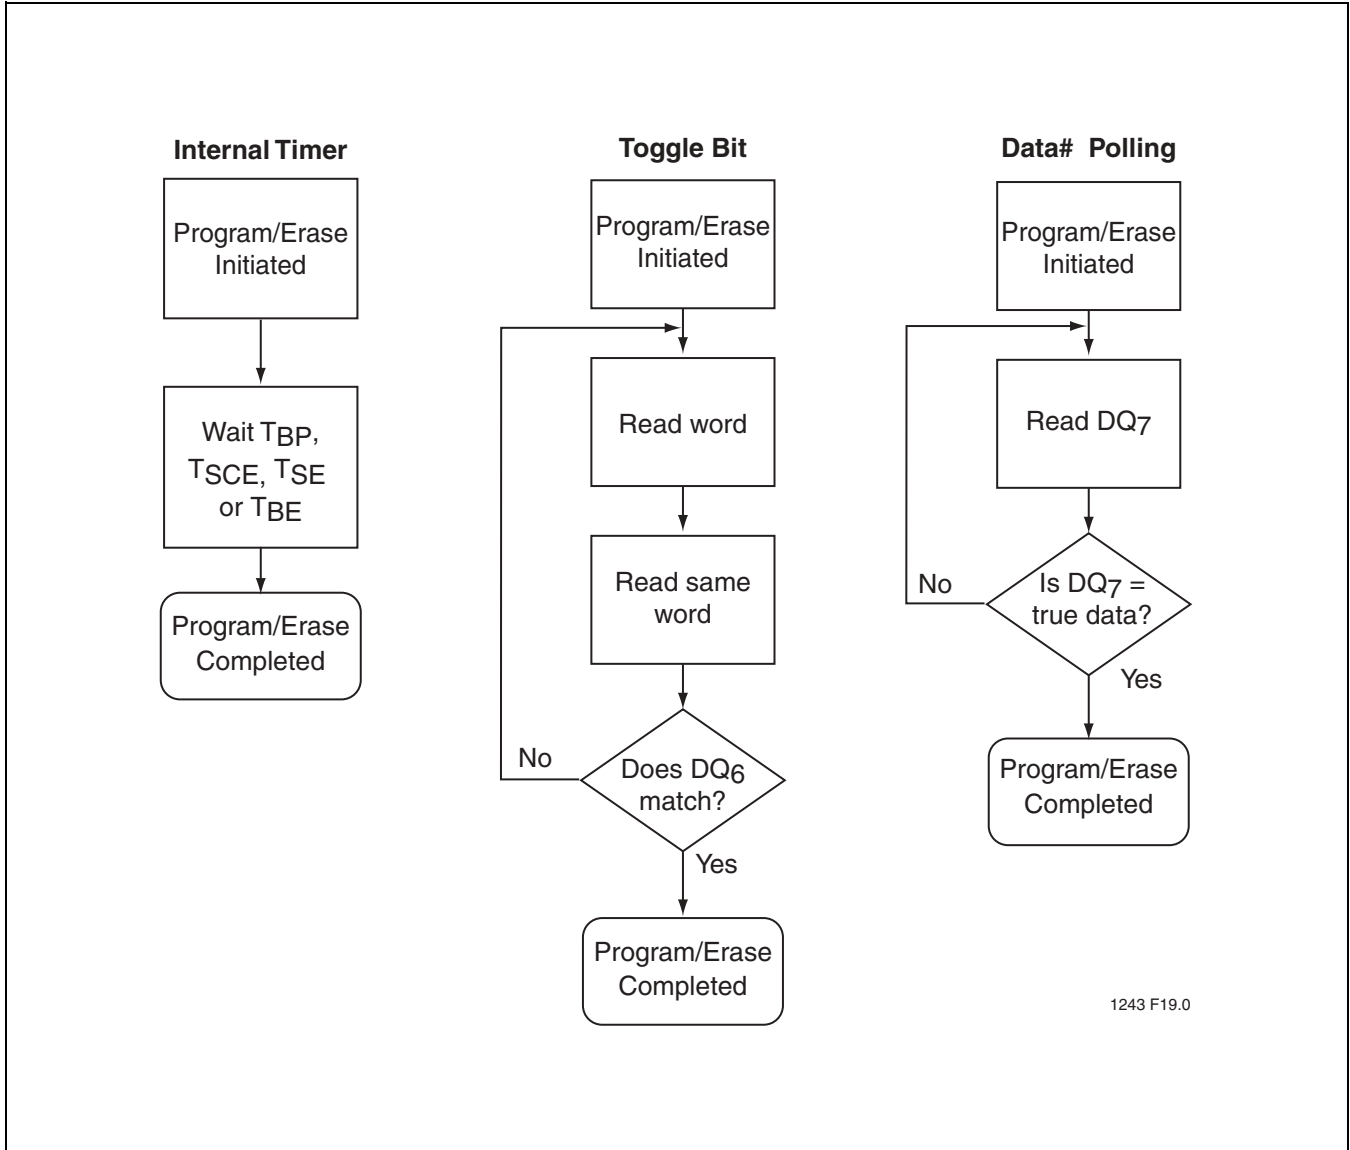 Internal Timer
Program/Erase
Initiated
Wait TBP,
TSCE, TSE
or TBE
Program/Erase
Completed
Toggle Bit
Program/Erase
Initiated
Read word
Read same
word
Does DQ6
match?
No
Yes
Program/Erase
Completed
Data# Polling
Program/Erase
Initiated
Read DQ7
Is DQ7 =
true data?
No
Yes
Program/Erase
Completed
1243 F19.0